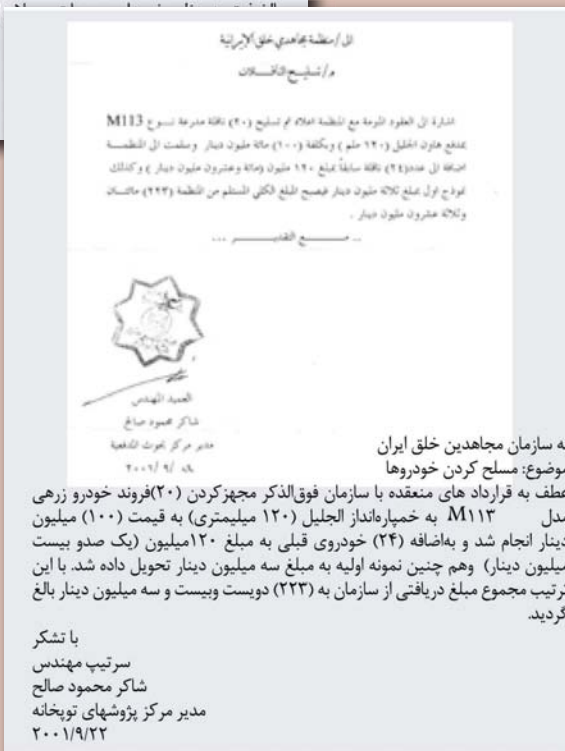 الى/منظمة مجاهدي خلق الإيرانية
م/تسليح الناقلات
اشارة الى العقود المبرمة مع المنظمة اعلاه تم تسليح (٢٠) ناقلة مدرعة نوع M113
بمدفع هاون الجليل (١٢٠ ملم) وبكلفة (١٠٠) مائة مليون دينار وسلمت الى المنظمة
اضافة الى عدد(٢٤) ناقلة سابقاً بمبلغ ١٢٠ مليون (مائة وعشرون مليون دينار) وكذلك
نموذج اول بمبلغ ثلاثة مليون دينار فيصبح المبلغ الكلي المستلم من المنظمة (٢٢٣) مائتان
وثلاثة عشرون مليون دينار .
.. مع التقدير ...
العميد المهندس
شاكر محمود صالح
مدير مركز بحوث المدفعية
٢٠٠١/٩/
به سازمان مجاهدین خلق ایران
موضوع: مسلح کردن خودروها
عطف به قرارداد های منعقده با سازمان فوق‌الذکر مجهزکردن (۲۰)فروند خودرو زرهی
مدل M۱۱۳ به خمپاره‌انداز الجلیل (۱۲۰ میلیمتری) به قیمت (۱۰۰) میلیون
دینار انجام شد و به‌اضافه (۲۴) خودروی قبلی به مبلغ ۱۲۰میلیون (یک صدو بیست
میلیون دینار) وهم چنین نمونه اولیه به مبلغ سه میلیون دینار تحویل داده شد. با این
ترتیب مجموع مبلغ دریافتی از سازمان به (۲۲۳) دویست وبیست و سه میلیون دینار بالغ
گردید.
با تشکر
سرتیپ مهندس
شاکر محمود صالح
مدیر مرکز پژوشهای توپخانه
۲۰۰۱/۹/۲۲